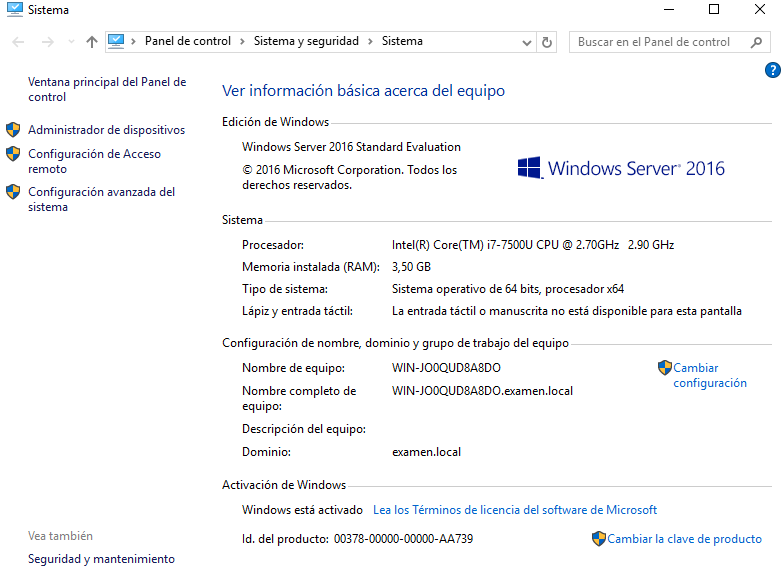 Sistema
Panel de control > Sistema y seguridad > Sistema
Buscar en el Panel de control
Ventana principal del Panel de
control
Administrador de dispositivos
Configuración de Acceso
remoto
Configuración avanzada del
sistema
Vea también
Seguridad y mantenimiento
Ver información básica acerca del equipo
Edición de Windows
Windows Server 2016 Standard Evaluation
© 2016 Microsoft Corporation. Todos los
derechos reservados.
Windows Server® 2016
Sistema
Procesador: Intel(R) Core(TM) i7-7500U CPU @ 2.70GHz 2.90 GHz
Memoria instalada (RAM): 3,50 GB
Tipo de sistema: Sistema operativo de 64 bits, procesador x64
Lápiz y entrada táctil: La entrada táctil o manuscrita no está disponible para esta pantalla
Configuración de nombre, dominio y grupo de trabajo del equipo
Nombre de equipo: WIN-JO0QUD8A8DO
Cambiar
configuración
Nombre completo de
equipo: WIN-JO0QUD8A8DO.examen.local
Descripción del equipo:
Dominio: examen.local
Activación de Windows
Windows está activado Lea los Términos de licencia del software de Microsoft
Id. del producto: 00378-00000-00000-AA739 Cambiar la clave de producto